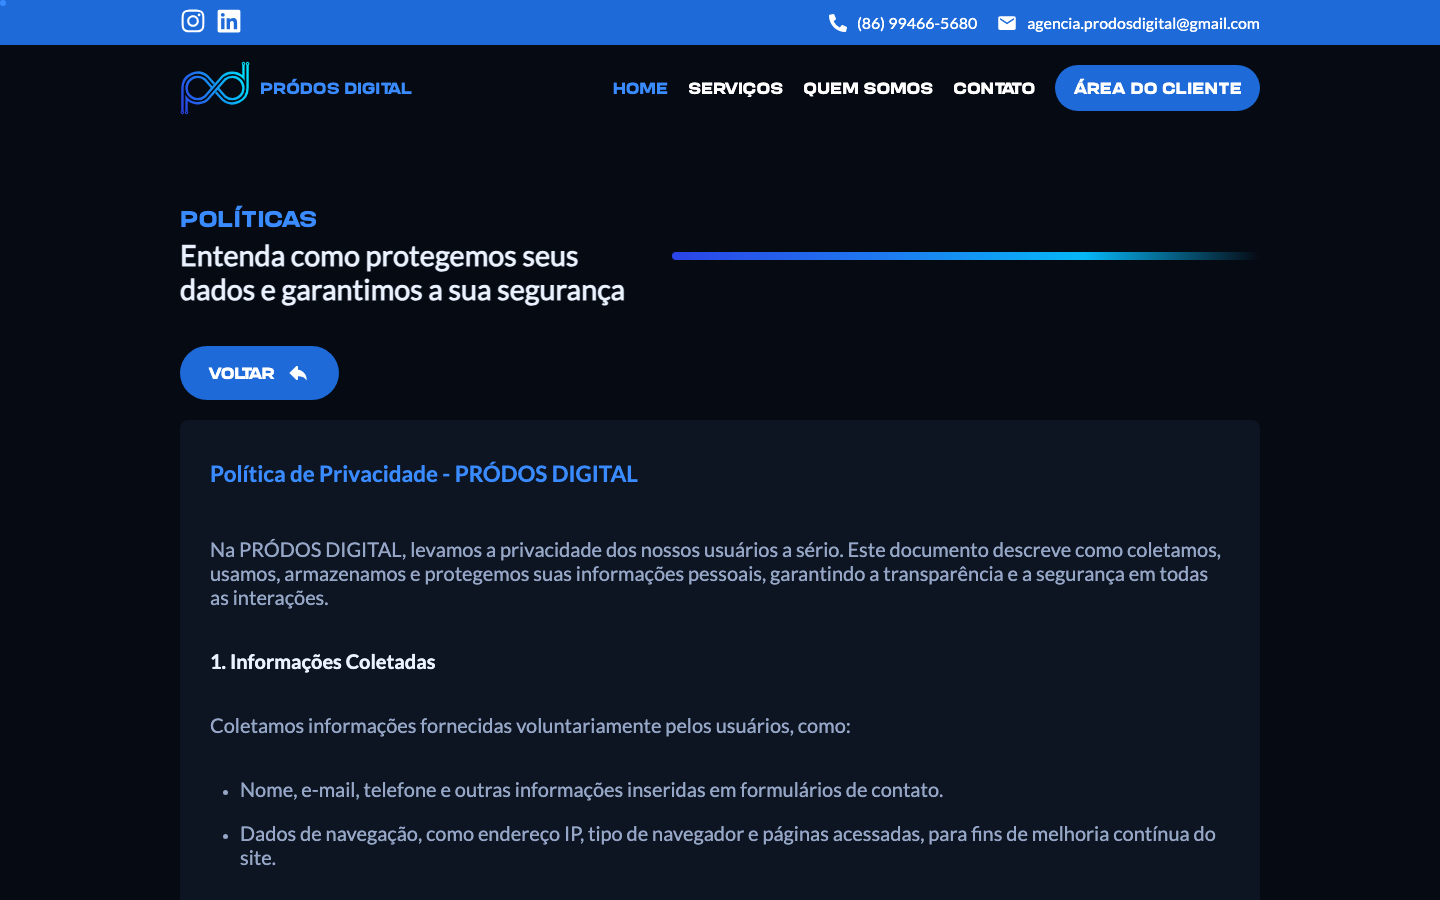 (86) 99466-5680 agencia.prodosdigital@gmail.com
pd PRÓDOS DIGITAL HOME SERVIÇOS QUEM SOMOS CONTATO ÁREA DO CLIENTE
POLÍTICAS
Entenda como protegemos seus
dados e garantimos a sua segurança
VOLTAR
Política de Privacidade - PRÓDOS DIGITAL
Na PRÓDOS DIGITAL, levamos a privacidade dos nossos usuários a sério. Este documento descreve como coletamos,
usamos, armazenamos e protegemos suas informações pessoais, garantindo a transparência e a segurança em todas
as interações.
1. Informações Coletadas
Coletamos informações fornecidas voluntariamente pelos usuários, como:
• Nome, e-mail, telefone e outras informações inseridas em formulários de contato.
• Dados de navegação, como endereço IP, tipo de navegador e páginas acessadas, para fins de melhoria contínua do
site.